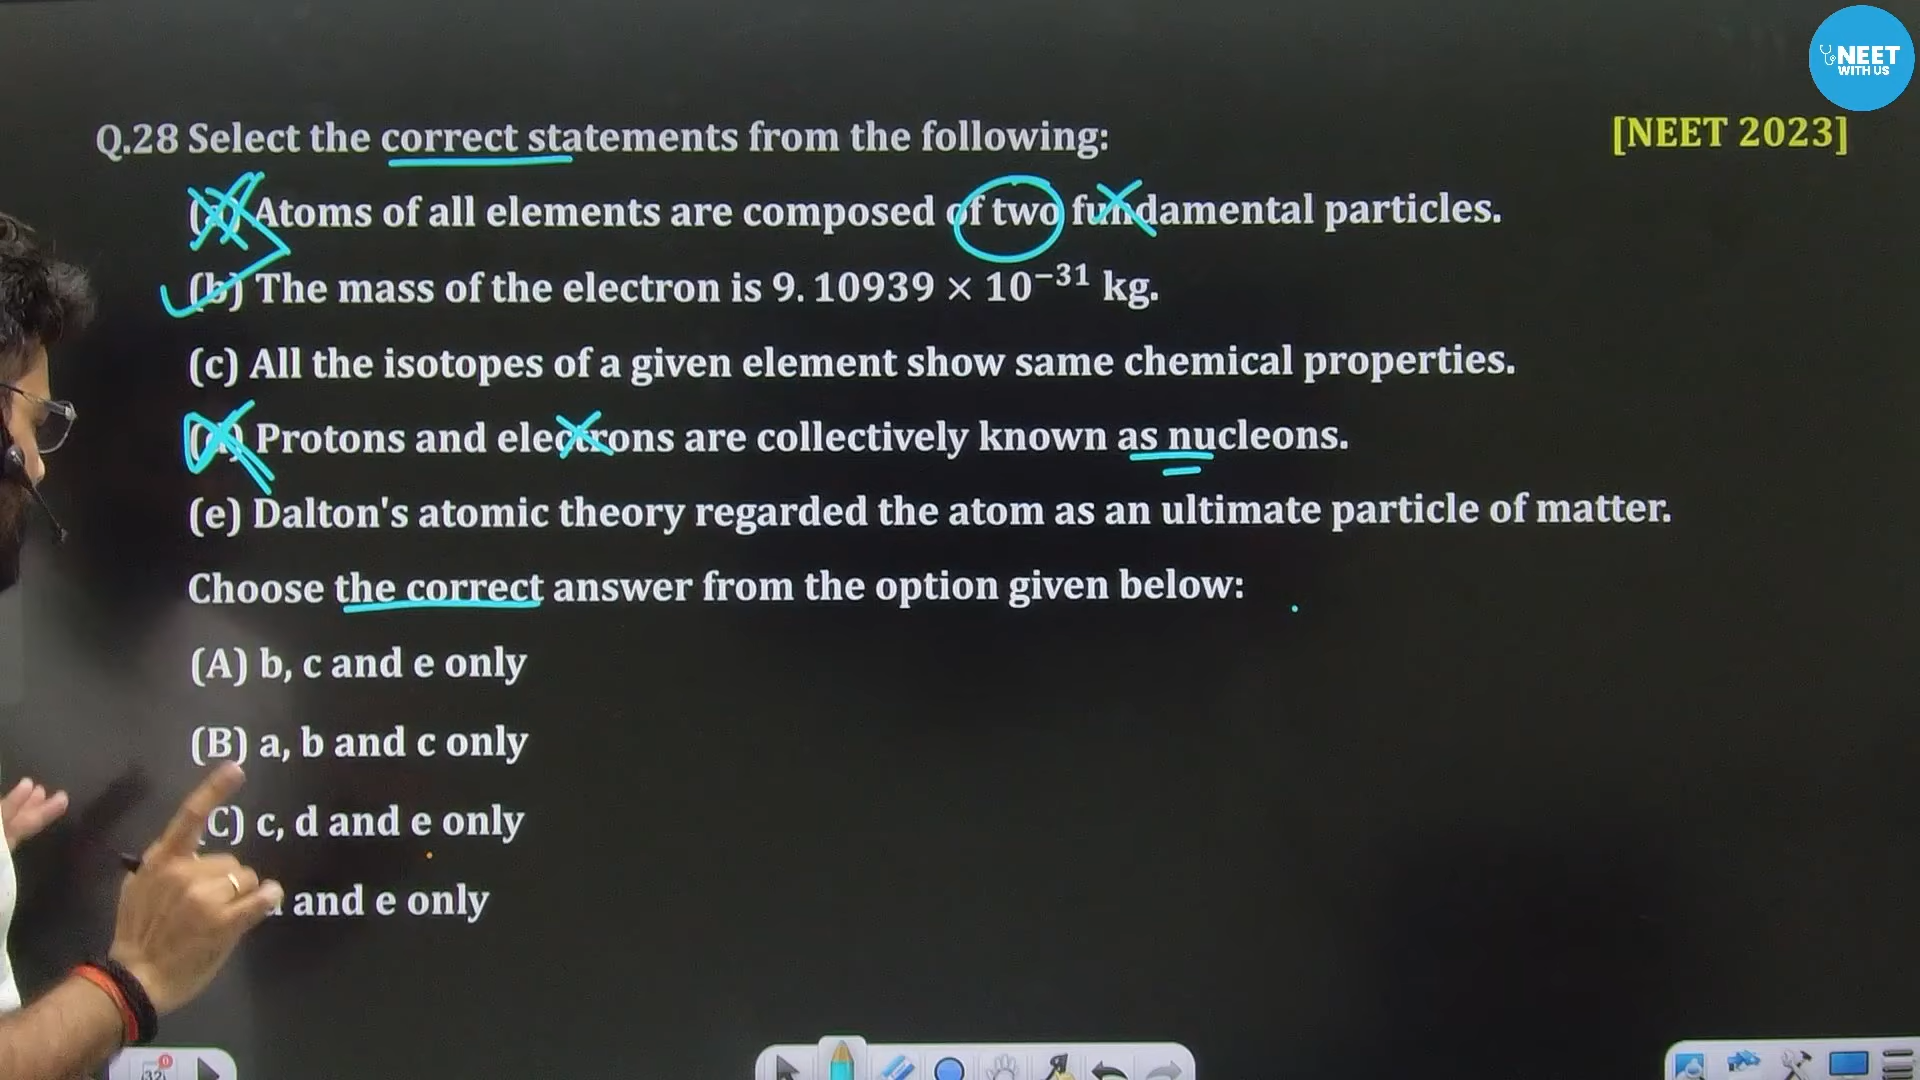 NEET
WITH US
Q.28 Select the correct statements from the following: [NEET 2023]
(a) Atoms of all elements are composed of two fundamental particles.
(b) The mass of the electron is 9.10939 × 10⁻³¹ kg.
(c) All the isotopes of a given element show same chemical properties.
(d) Protons and electrons are collectively known as nucleons.
(e) Dalton's atomic theory regarded the atom as an ultimate particle of matter.
Choose the correct answer from the option given below:
(A) b, c and e only
(B) a, b and c only
(C) c, d and e only
and e only
32
0